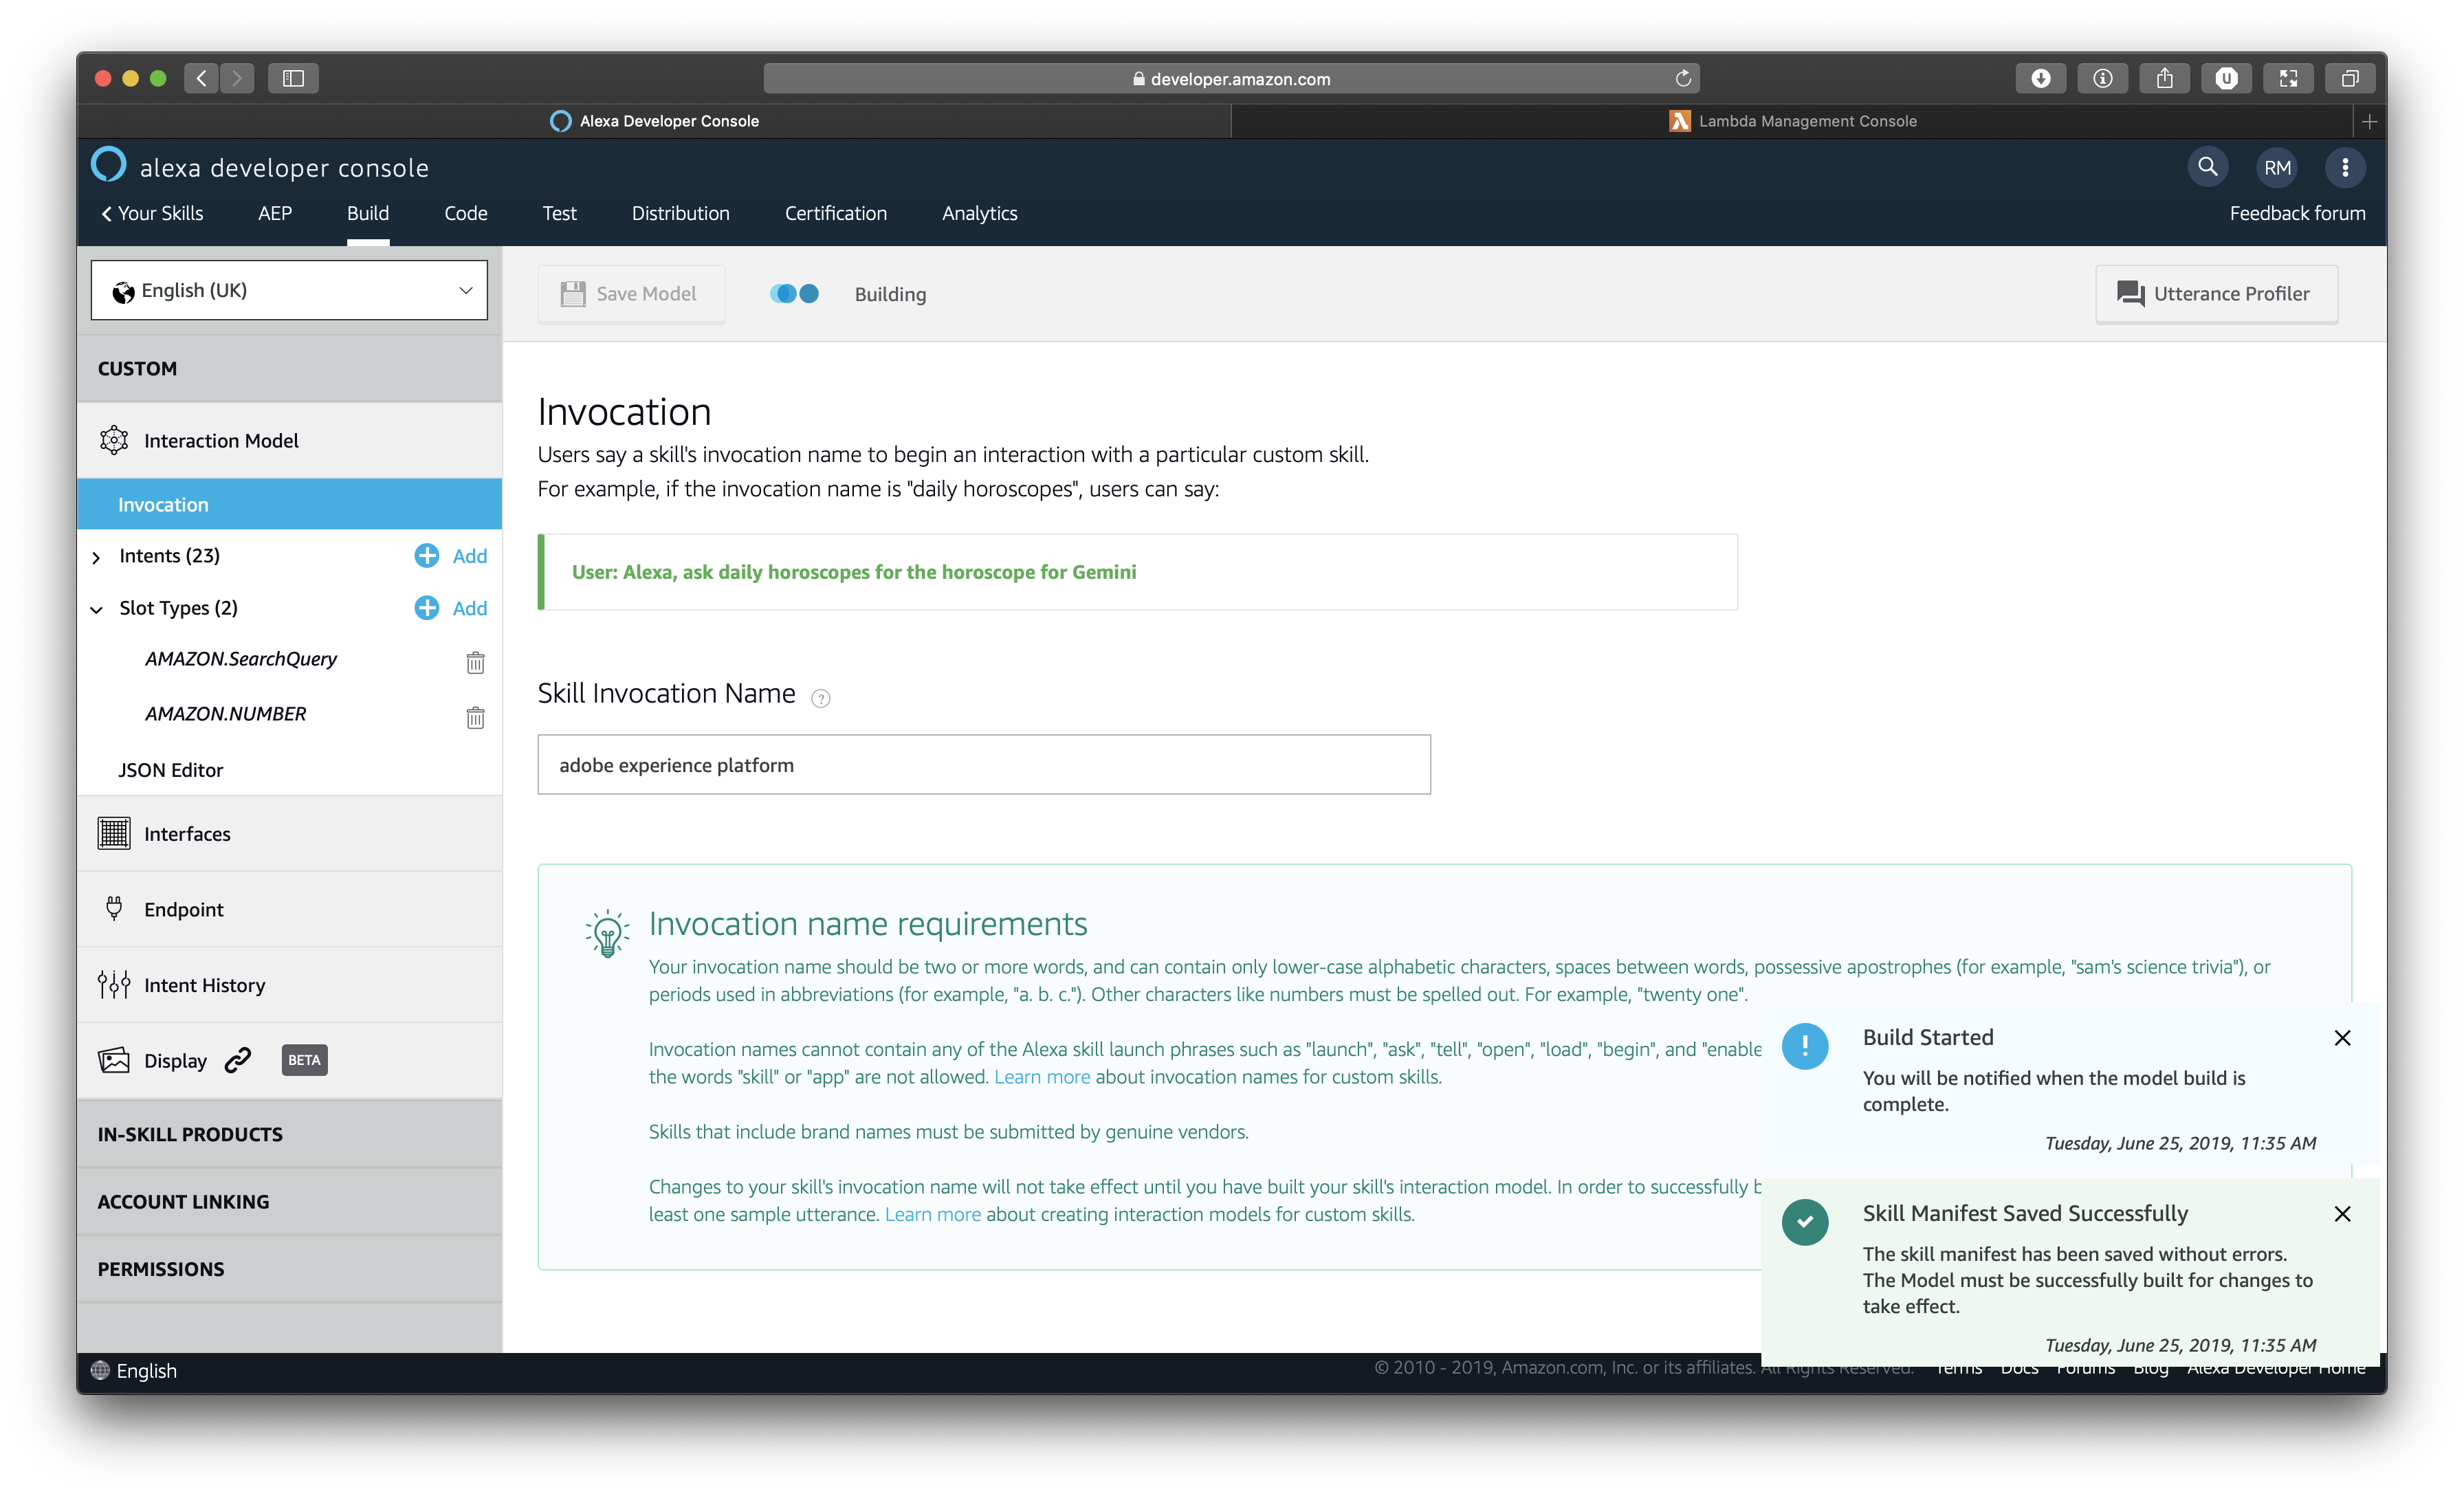 developer.amazon.com
Alexa Developer Console
Lambda Management Console
alexa developer console
RM
Your Skills
AEP
Build
Code
Test
Distribution
Certification
Analytics
Feedback forum
English (UK)
Save Model
Building
Utterance Profiler
CUSTOM
Interaction Model
Invocation
Intents (23)
Add
Slot Types (2)
Add
AMAZON.SearchQuery
AMAZON.NUMBER
JSON Editor
Interfaces
Endpoint
Intent History
Display
BETA
IN-SKILL PRODUCTS
ACCOUNT LINKING
PERMISSIONS
Invocation
Users say a skill's invocation name to begin an interaction with a particular custom skill.
For example, if the invocation name is "daily horoscopes", users can say:
User: Alexa, ask daily horoscopes for the horoscope for Gemini
Skill Invocation Name ?
adobe experience platform
Invocation name requirements
Your invocation name should be two or more words, and can contain only lower-case alphabetic characters, spaces between words, possessive apostrophes (for example, "sam's science trivia"), or
periods used in abbreviations (for example, "a. b. c."). Other characters like numbers must be spelled out. For example, "twenty one".
Invocation names cannot contain any of the Alexa skill launch phrases such as "launch", "ask", "tell", "open", "load", "begin", and "enable
the words "skill" or "app" are not allowed. Learn more about invocation names for custom skills.
Skills that include brand names must be submitted by genuine vendors.
Changes to your skill's invocation name will not take effect until you have built your skill's interaction model. In order to successfully b
least one sample utterance. Learn more about creating interaction models for custom skills.
Build Started
You will be notified when the model build is
complete.
Tuesday, June 25, 2019, 11:35 AM
Skill Manifest Saved Successfully
The skill manifest has been saved without errors.
The Model must be successfully built for changes to
take effect.
Tuesday, June 25, 2019, 11:35 AM
English
© 2010 - 2019, Amazon.com, Inc. or its affiliates. All Rights Reserved.
Terms
Docs
Forums
Blog
Alexa Developer Home